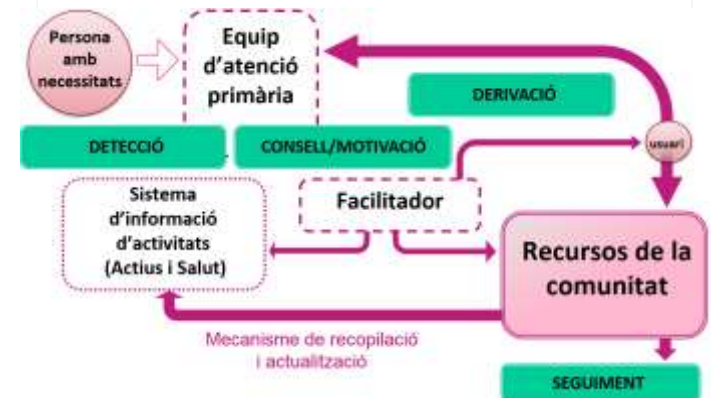 Persona
amb
necessitats
Equip
d'atenció
primària
DERIVACIÓ
usuari
DETECCIÓ
CONSELL/MOTIVACIÓ
Sistema
d'informació
d'activitats
(Actius i Salut)
Facilitador
Recursos de la
comunitat
Mecanisme de recopilació
i actualització
SEGUIMENT